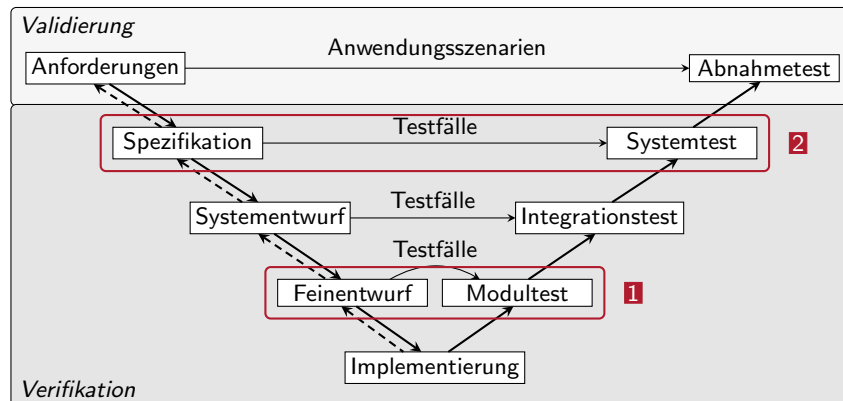 Validierung
Anwendungsszenarien
Anforderungen
Abnahmetest
Testfälle
Spezifikation
Systemtest
2
Testfälle
Systementwurf
Integrationstest
Testfälle
Feinentwurf
Modultest
1
Implementierung
Verifikation